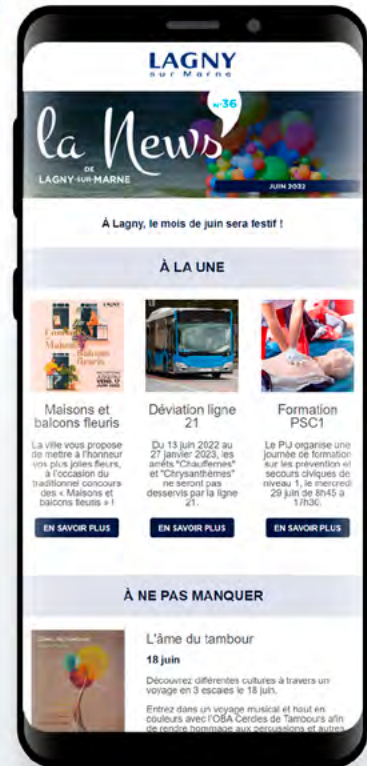 LAGNY
sur Marne
N°36
la News
DE
LAGNY-SUR-MARNE
JUIN 2022
À Lagny, le mois de juin sera festif !
À LA UNE
LAGNY
Maisons
Balcons
fleuris
Maisons et
balcons fleuris
La ville vous propose
de mettre à l'honneur
vos plus jolies fleurs,
à l'occasion du
traditionnel concours
des « Maisons et
balcons fleuris » !
EN SAVOIR PLUS
Déviation ligne
21
Du 13 juin 2022 au
27 janvier 2023, les
arrêts "Chauffernes"
et "Chrysanthèmes"
ne seront pas
desservis par la ligne
21.
EN SAVOIR PLUS
Formation
PSC1
Le PIJ organise une
journée de formation
sur les prévention et
secours civiques de
niveau 1, le mercredi
29 juin de 8h45 à
17h30.
EN SAVOIR PLUS
À NE PAS MANQUER
L'âme du tambour
18 juin
Découvrez différentes cultures à travers un
voyage en 3 escales le 18 juin.
Entrez dans un voyage musical et haut en
couleurs avec l'OBA Cercles de Tambours afin
de rendre hommage aux percussions et autres